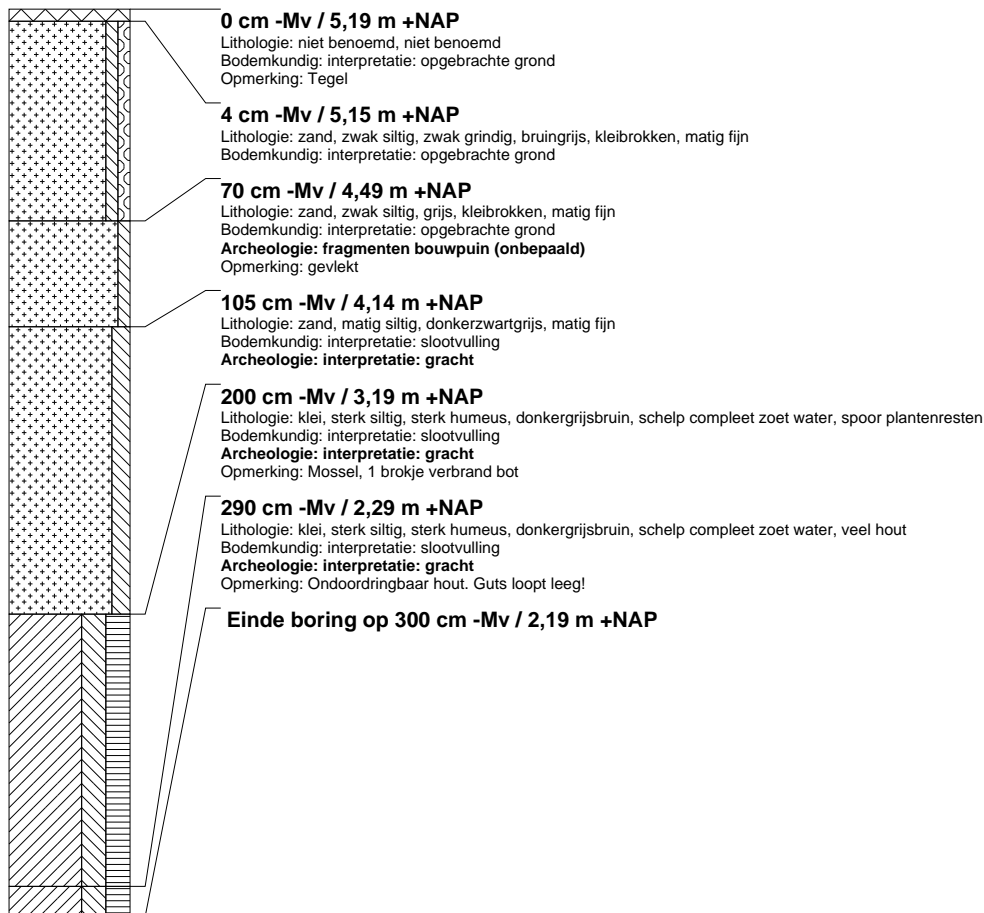 0 cm -Mv / 5,19 m +NAP
Lithologie: niet benoemd, niet benoemd
Bodemkundig: interpretatie: opgebrachte grond
Opmerking: Tegel
4 cm -Mv / 5,15 m +NAP
Lithologie: zand, zwak siltig, zwak grindig, bruingrijs, kleibrokken, matig fijn
Bodemkundig: interpretatie: opgebrachte grond
70 cm -Mv / 4,49 m +NAP
Lithologie: zand, zwak siltig, grijs, kleibrokken, matig fijn
Bodemkundig: interpretatie: opgebrachte grond
Archeologie: fragmenten bouwpuin (onbepaald)
Opmerking: gevlekt
105 cm -Mv / 4,14 m +NAP
Lithologie: zand, matig siltig, donkerzwartgrijs, matig fijn
Bodemkundig: interpretatie: slootvulling
Archeologie: interpretatie: gracht
200 cm -Mv / 3,19 m +NAP
Lithologie: klei, sterk siltig, sterk humeus, donkergrijsbruin, schelp compleet zoet water, spoor plantenresten
Bodemkundig: interpretatie: slootvulling
Archeologie: interpretatie: gracht
Opmerking: Mossel, 1 brokje verbrand bot
290 cm -Mv / 2,29 m +NAP
Lithologie: klei, sterk siltig, sterk humeus, donkergrijsbruin, schelp compleet zoet water, veel hout
Bodemkundig: interpretatie: slootvulling
Archeologie: interpretatie: gracht
Opmerking: Ondoordringbaar hout. Guts loopt leeg!
Einde boring op 300 cm -Mv / 2,19 m +NAP